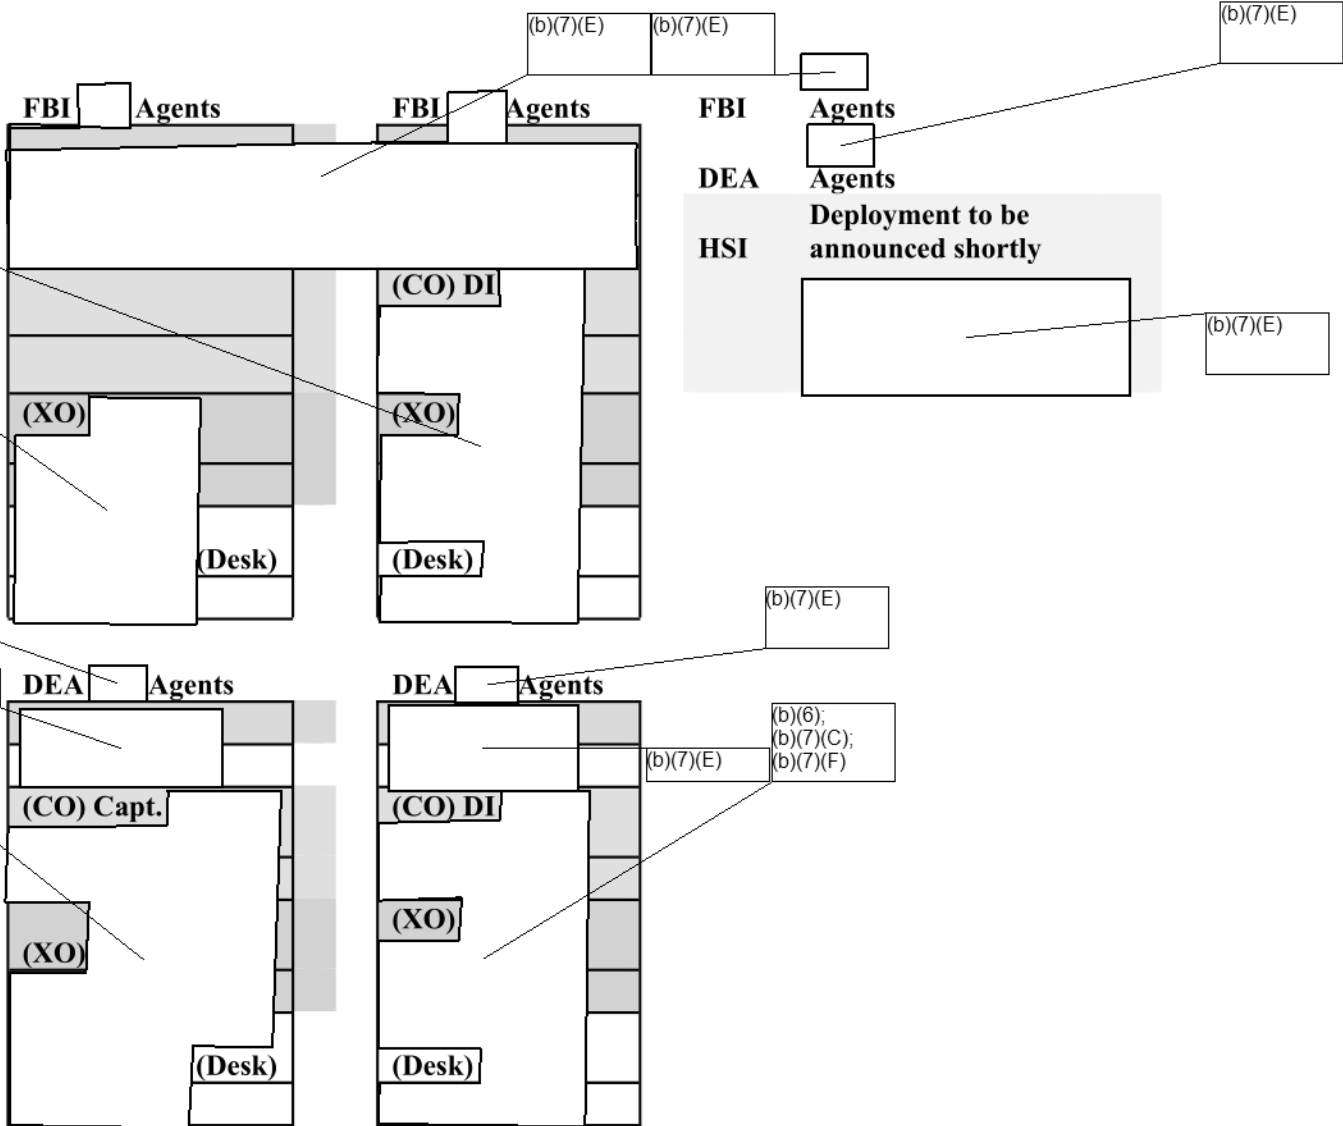 (b)(7)(E) (b)(7)(E) (b)(7)(E)
FBI Agents FBI Agents FBI Agents
DEA Agents
Deployment to be
HSI announced shortly
(CO) DI
(b)(7)(E)
(XO) (XO)
(Desk) (Desk)
(b)(7)(E)
DEA Agents DEA Agents
(b)(6);
(b)(7)(C);
(b)(7)(E) (b)(7)(F)
(CO) Capt. (CO) DI
(XO)
(XO)
(Desk) (Desk)